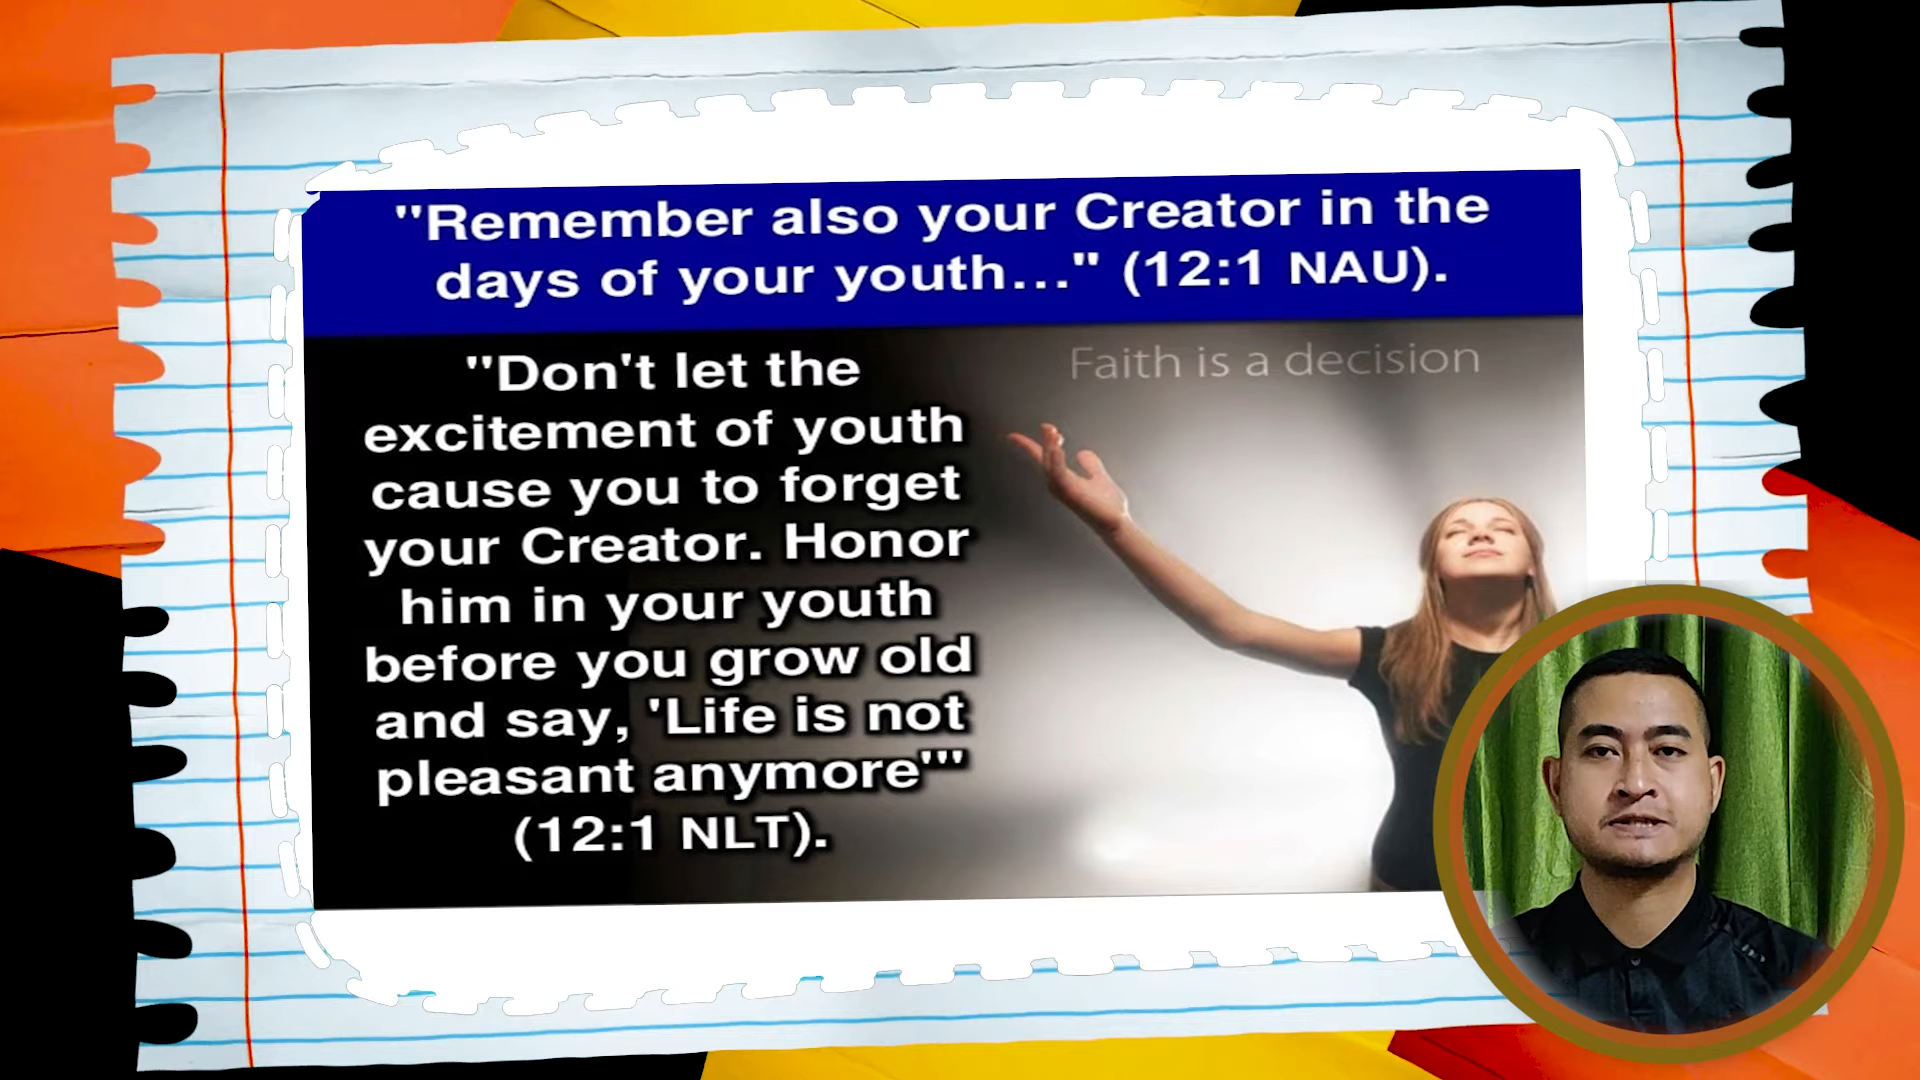 "Remember also your Creator in the
days of your youth..." (12:1 NAU).
Faith is a decision
"Don't let the
excitement of youth
cause you to forget
your Creator. Honor
him in your youth
before you grow old
and say, 'Life is not
pleasant anymore'"
(12:1 NLT).